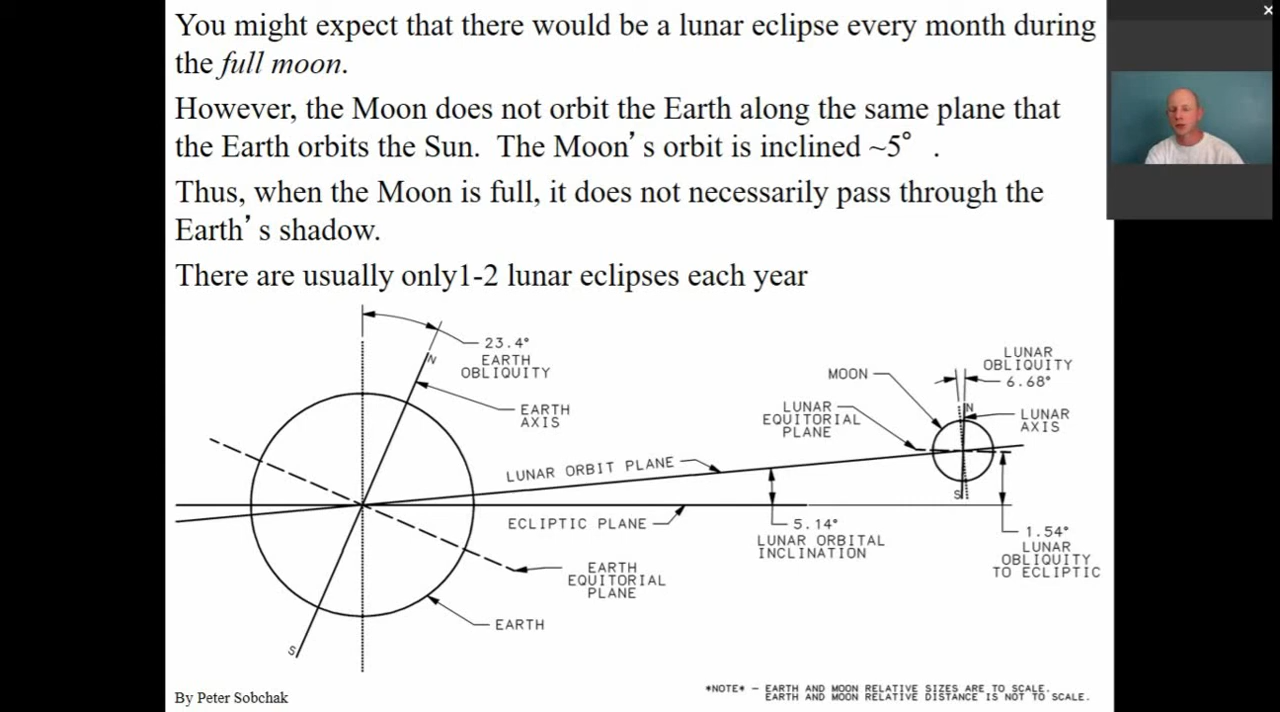 You might expect that there would be a lunar eclipse every month during
the full moon.
However, the Moon does not orbit the Earth along the same plane that
the Earth orbits the Sun.  The Moon’s orbit is inclined ~5° .
Thus, when the Moon is full, it does not necessarily pass through the
Earth’s shadow.
There are usually only1-2 lunar eclipses each year
23.4°
EARTH
OBLIQUITY
N
EARTH
AXIS
LUNAR ORBIT PLANE
ECLIPTIC PLANE
EARTH
EQUITORIAL
PLANE
EARTH
S
MOON
LUNAR
EQUITORIAL
PLANE
LUNAR
OBLIQUITY
6.68°
N
LUNAR
AXIS
S
5.14°
LUNAR ORBITAL
INCLINATION
1.54°
LUNAR
OBLIQUITY
TO ECLIPTIC
By Peter Sobchak
*NOTE* - EARTH AND MOON RELATIVE SIZES ARE TO SCALE.
EARTH AND MOON RELATIVE DISTANCE IS NOT TO SCALE.